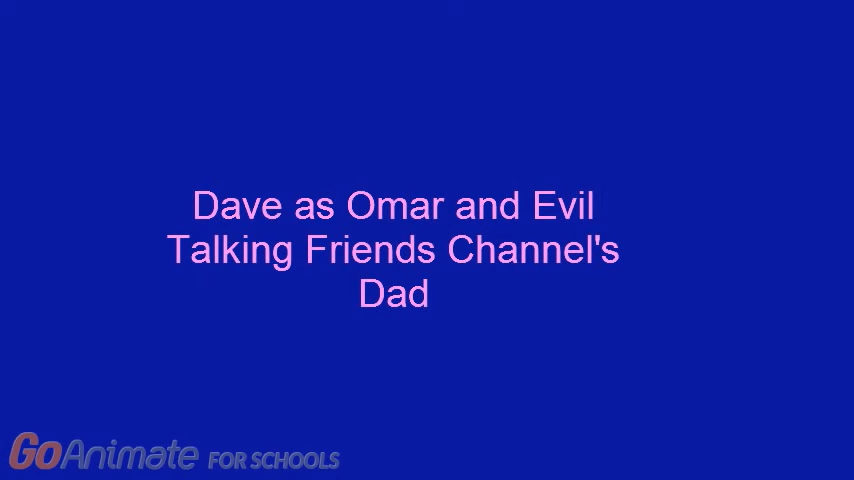 Dave as Omar and Evil
Talking Friends Channel's
Dad
GoAnimate FOR SCHOOLS